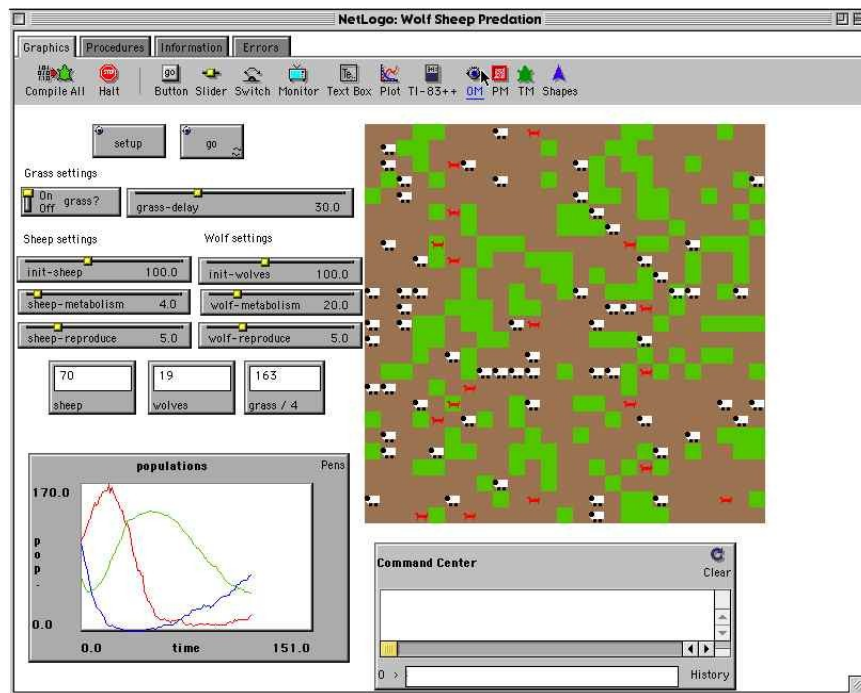 NetLogo: Wolf Sheep Predation
Graphics Procedures Information Errors
Compile All Halt Button Slider Switch Monitor Text Box Plot TI-83++ OM PM TM Shapes
setup go
Grass settings
On
Off grass? grass-delay 30.0
Sheep settings Wolf settings
init-sheep 100.0 init-wolves 100.0
sheep-metabolism 4.0 wolf-metabolism 20.0
sheep-reproduce 5.0 wolf-reproduce 5.0
70 19 163
sheep wolves grass / 4
populations Pens
170.0
pop.
0.0
0.0 time 151.0
Command Center Clear
0 > History